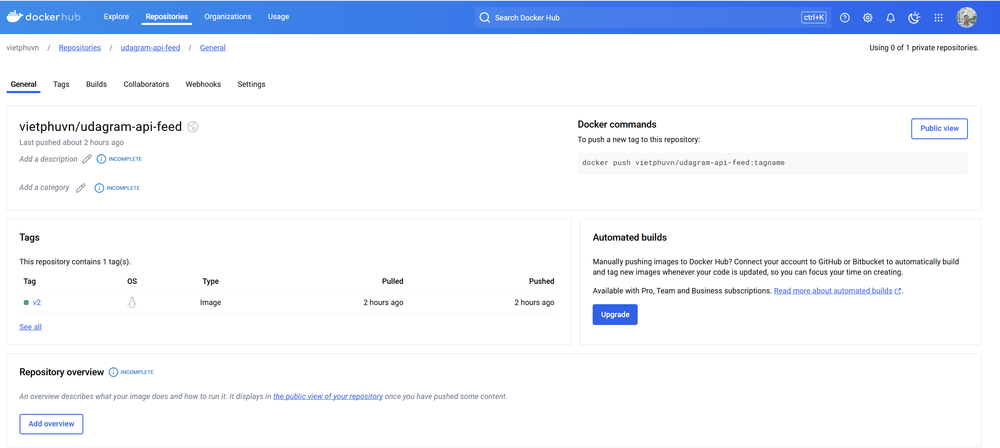 dockerhub Explore Repositories Organizations Usage Search Docker Hub ctrl+K
vietphuvn / Repositories / udagram-api-feed / General Using 0 of 1 private repositories.
General Tags Builds Collaborators Webhooks Settings
vietphuvn/udagram-api-feed
Last pushed about 2 hours ago
Add a description INCOMPLETE
Add a category INCOMPLETE
Docker commands
Public view
To push a new tag to this repository:
docker push vietphuvn/udagram-api-feed:tagname
Tags
This repository contains 1 tag(s).
Tag OS Type Pulled Pushed
v2 Image 2 hours ago 2 hours ago
See all
Automated builds
Manually pushing images to Docker Hub? Connect your account to GitHub or Bitbucket to automatically build
and tag new images whenever your code is updated, so you can focus your time on creating.
Available with Pro, Team and Business subscriptions. Read more about automated builds.
Upgrade
Repository overview INCOMPLETE
An overview describes what your image does and how to run it. It displays in the public view of your repository once you have pushed some content.
Add overview